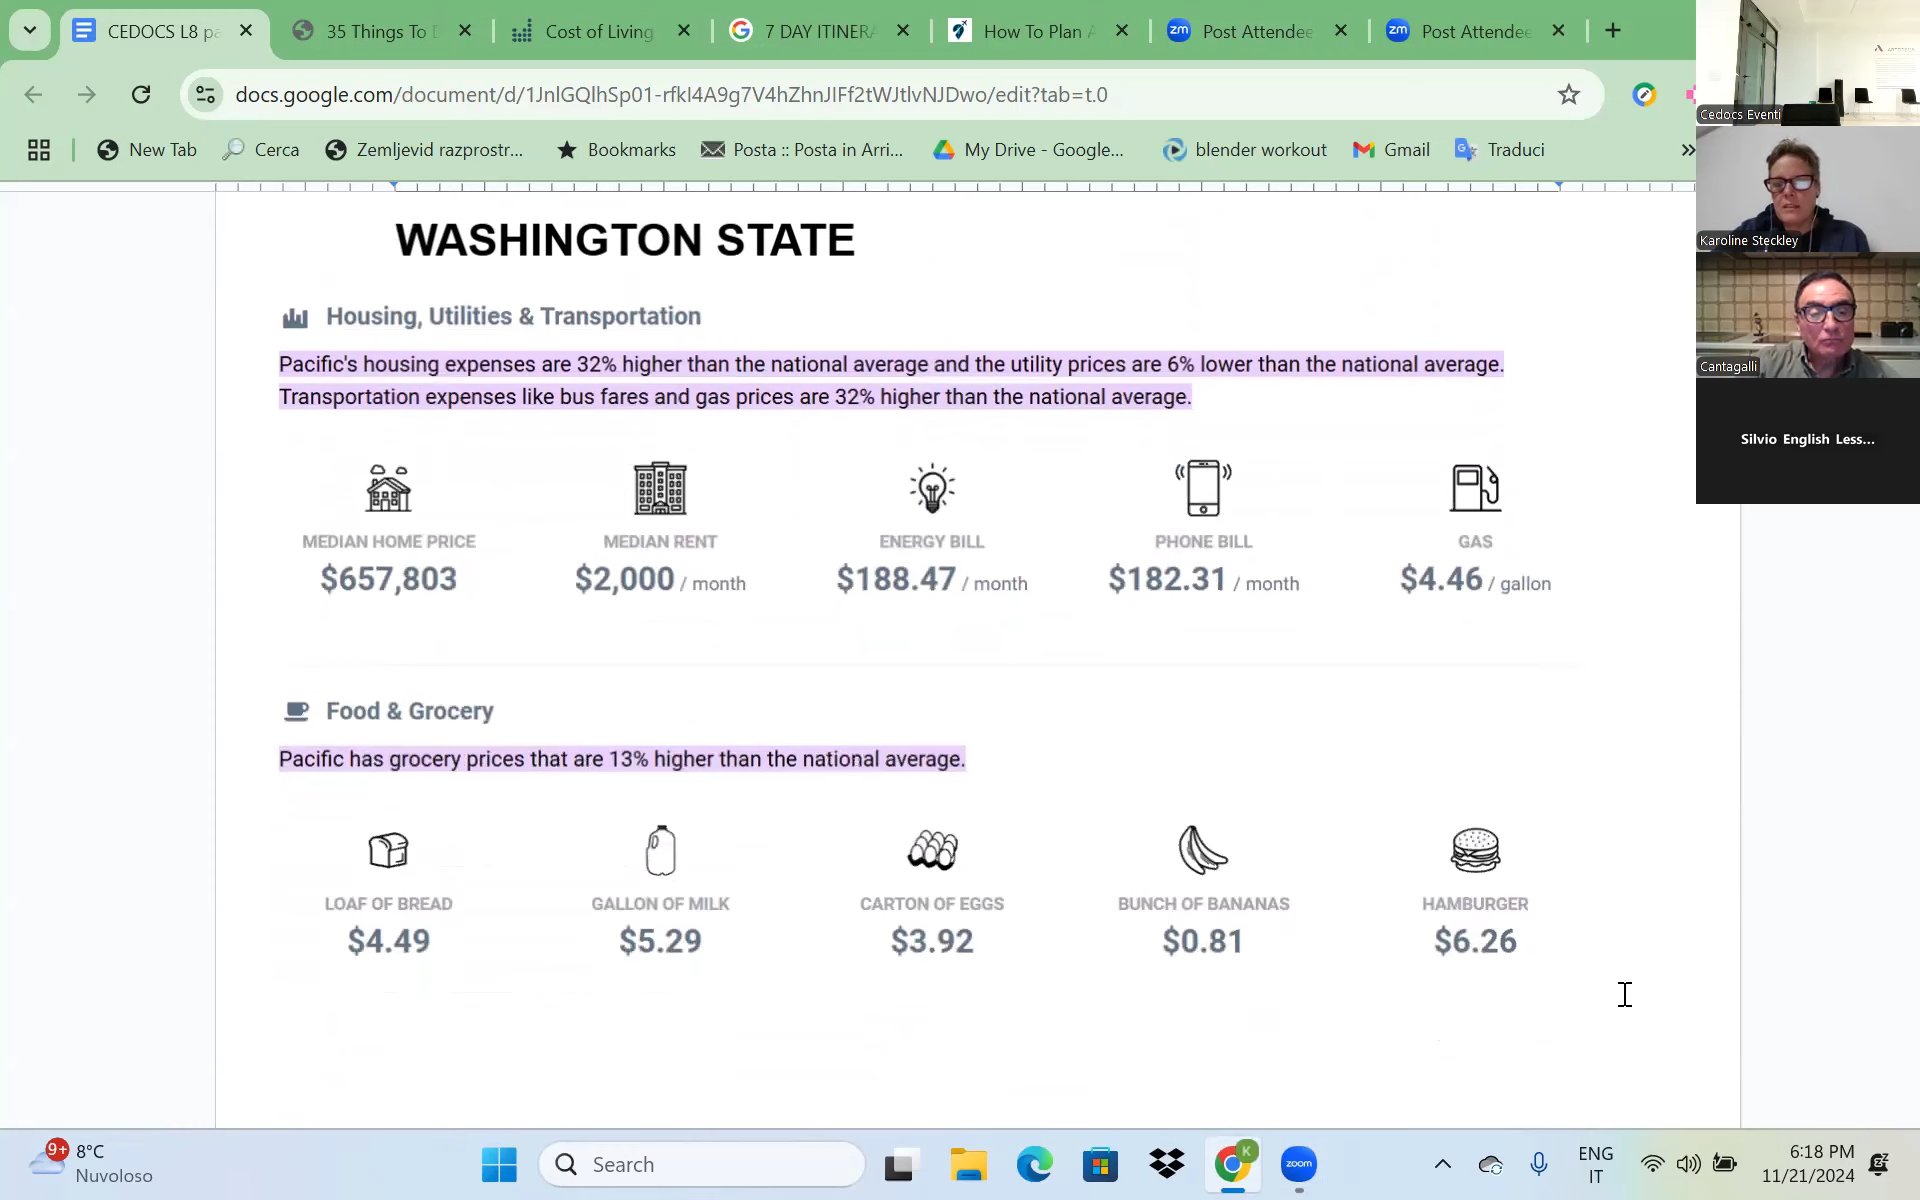 CEDOCS L8 pa
35 Things To D
Cost of Living
7 DAY ITINERA
How To Plan A
zm Post Attendee
zm Post Attendee
docs.google.com/document/d/1JnlGQlhSp01-rfkI4A9g7V4hZhnJIFf2tWJtlvNJDwo/edit?tab=t.0
New Tab
Cerca
Zemljevid razprostr...
Bookmarks
Posta :: Posta in Arri...
My Drive - Google...
blender workout
Gmail
Traduci
Cedocs Eventi
Karoline Steckley
Cantagalli
Silvio English Less...
WASHINGTON STATE
Housing, Utilities & Transportation
Pacific's housing expenses are 32% higher than the national average and the utility prices are 6% lower than the national average.
Transportation expenses like bus fares and gas prices are 32% higher than the national average.
MEDIAN HOME PRICE
$657,803
MEDIAN RENT
$2,000 / month
ENERGY BILL
$188.47 / month
PHONE BILL
$182.31 / month
GAS
$4.46 / gallon
Food & Grocery
Pacific has grocery prices that are 13% higher than the national average.
LOAF OF BREAD
$4.49
GALLON OF MILK
$5.29
CARTON OF EGGS
$3.92
BUNCH OF BANANAS
$0.81
HAMBURGER
$6.26
9+
8°C
Nuvoloso
Search
K
zoom
ENG
IT
6:18 PM
11/21/2024